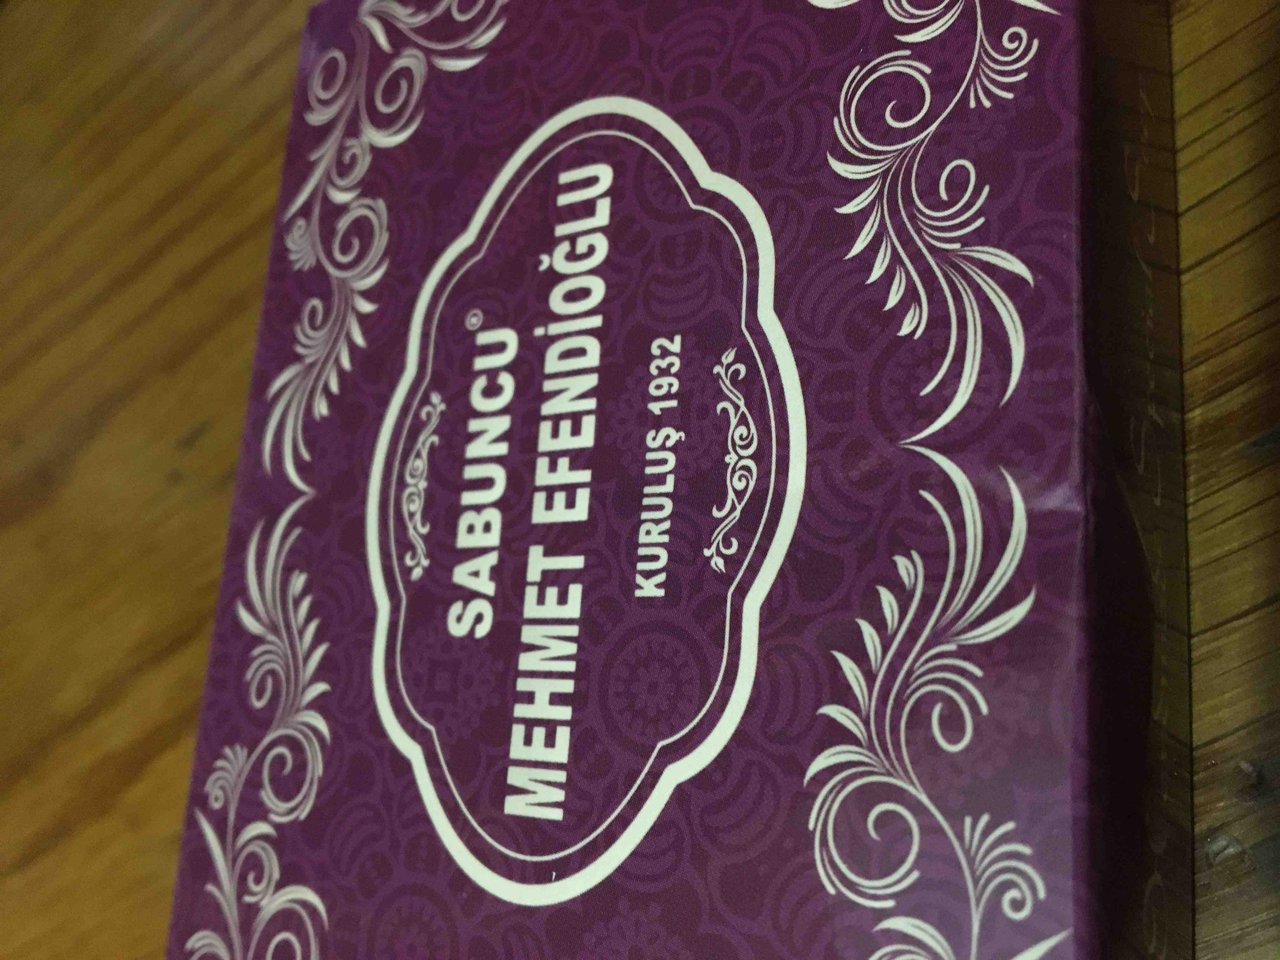 SABUNCU®
MEHMET EFENDİOĞLU
KURULUŞ 1932